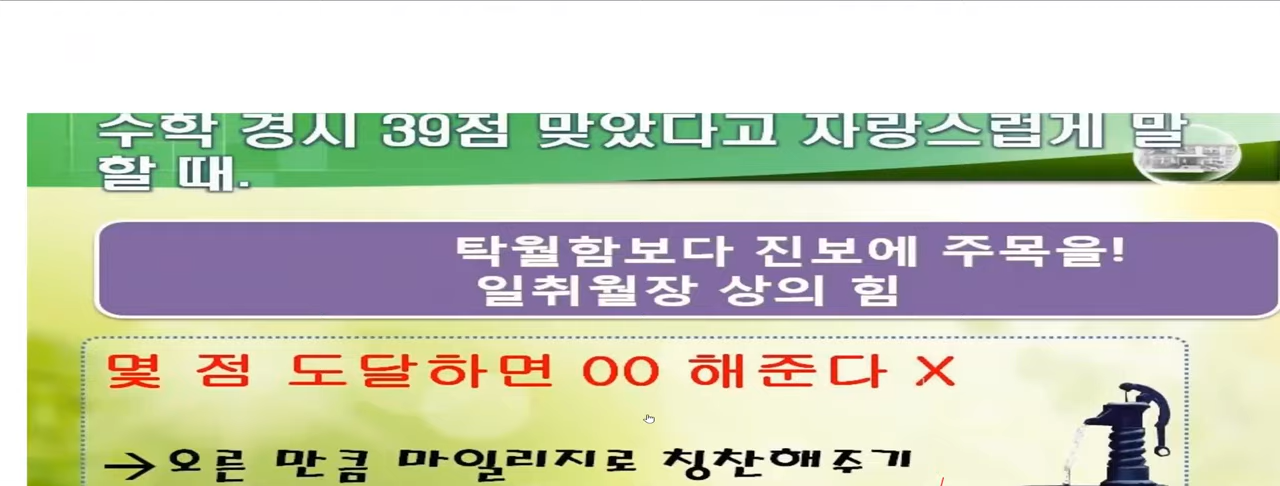 수학 경시 39점 맞았다고 자랑스럽게 말
할 때.
탁월함보다 진보에 주목을!
일취월장 상의 힘
몇 점 도달하면 OO 해준다 X
→오른 만큼 마일리지로 칭찬해주기